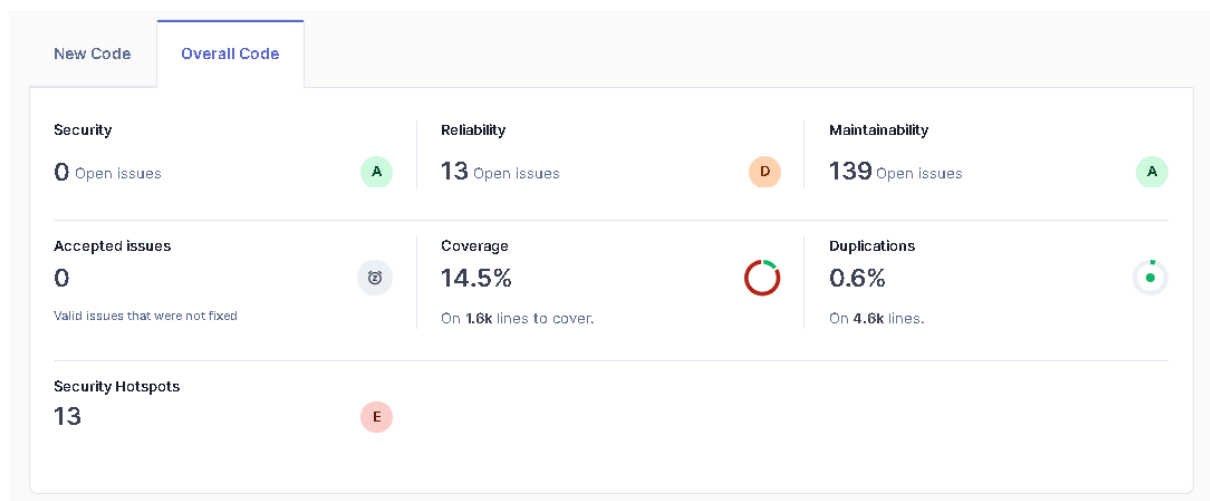 New Code
Overall Code
Security
0 Open issues
A
Reliability
13 Open issues
D
Maintainability
139 Open issues
A
Accepted issues
0
Valid issues that were not fixed
Coverage
14.5%
On 1.6k lines to cover.
Duplications
0.6%
On 4.6k lines.
Security Hotspots
13
E